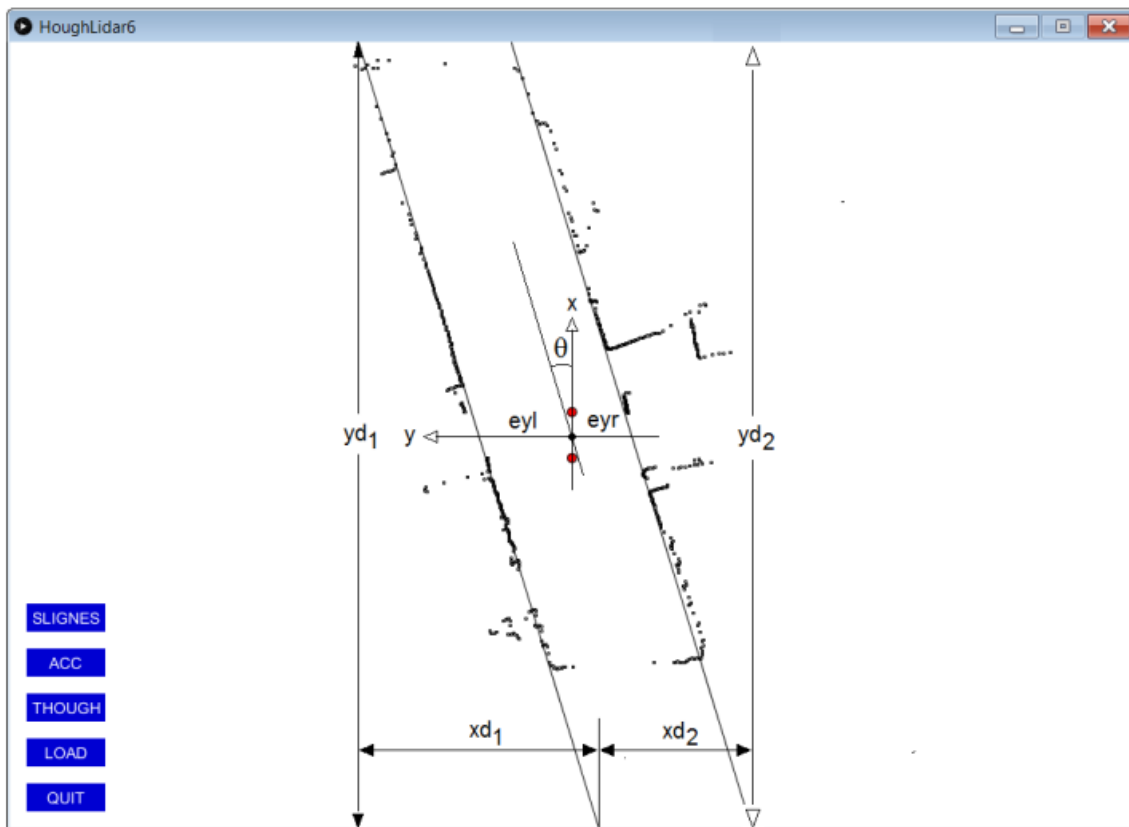 HoughLidar6
x
θ
eyl
eyr
y
yd1
yd2
xd1
xd2
SLIGNES
ACC
THOUGH
LOAD
QUIT